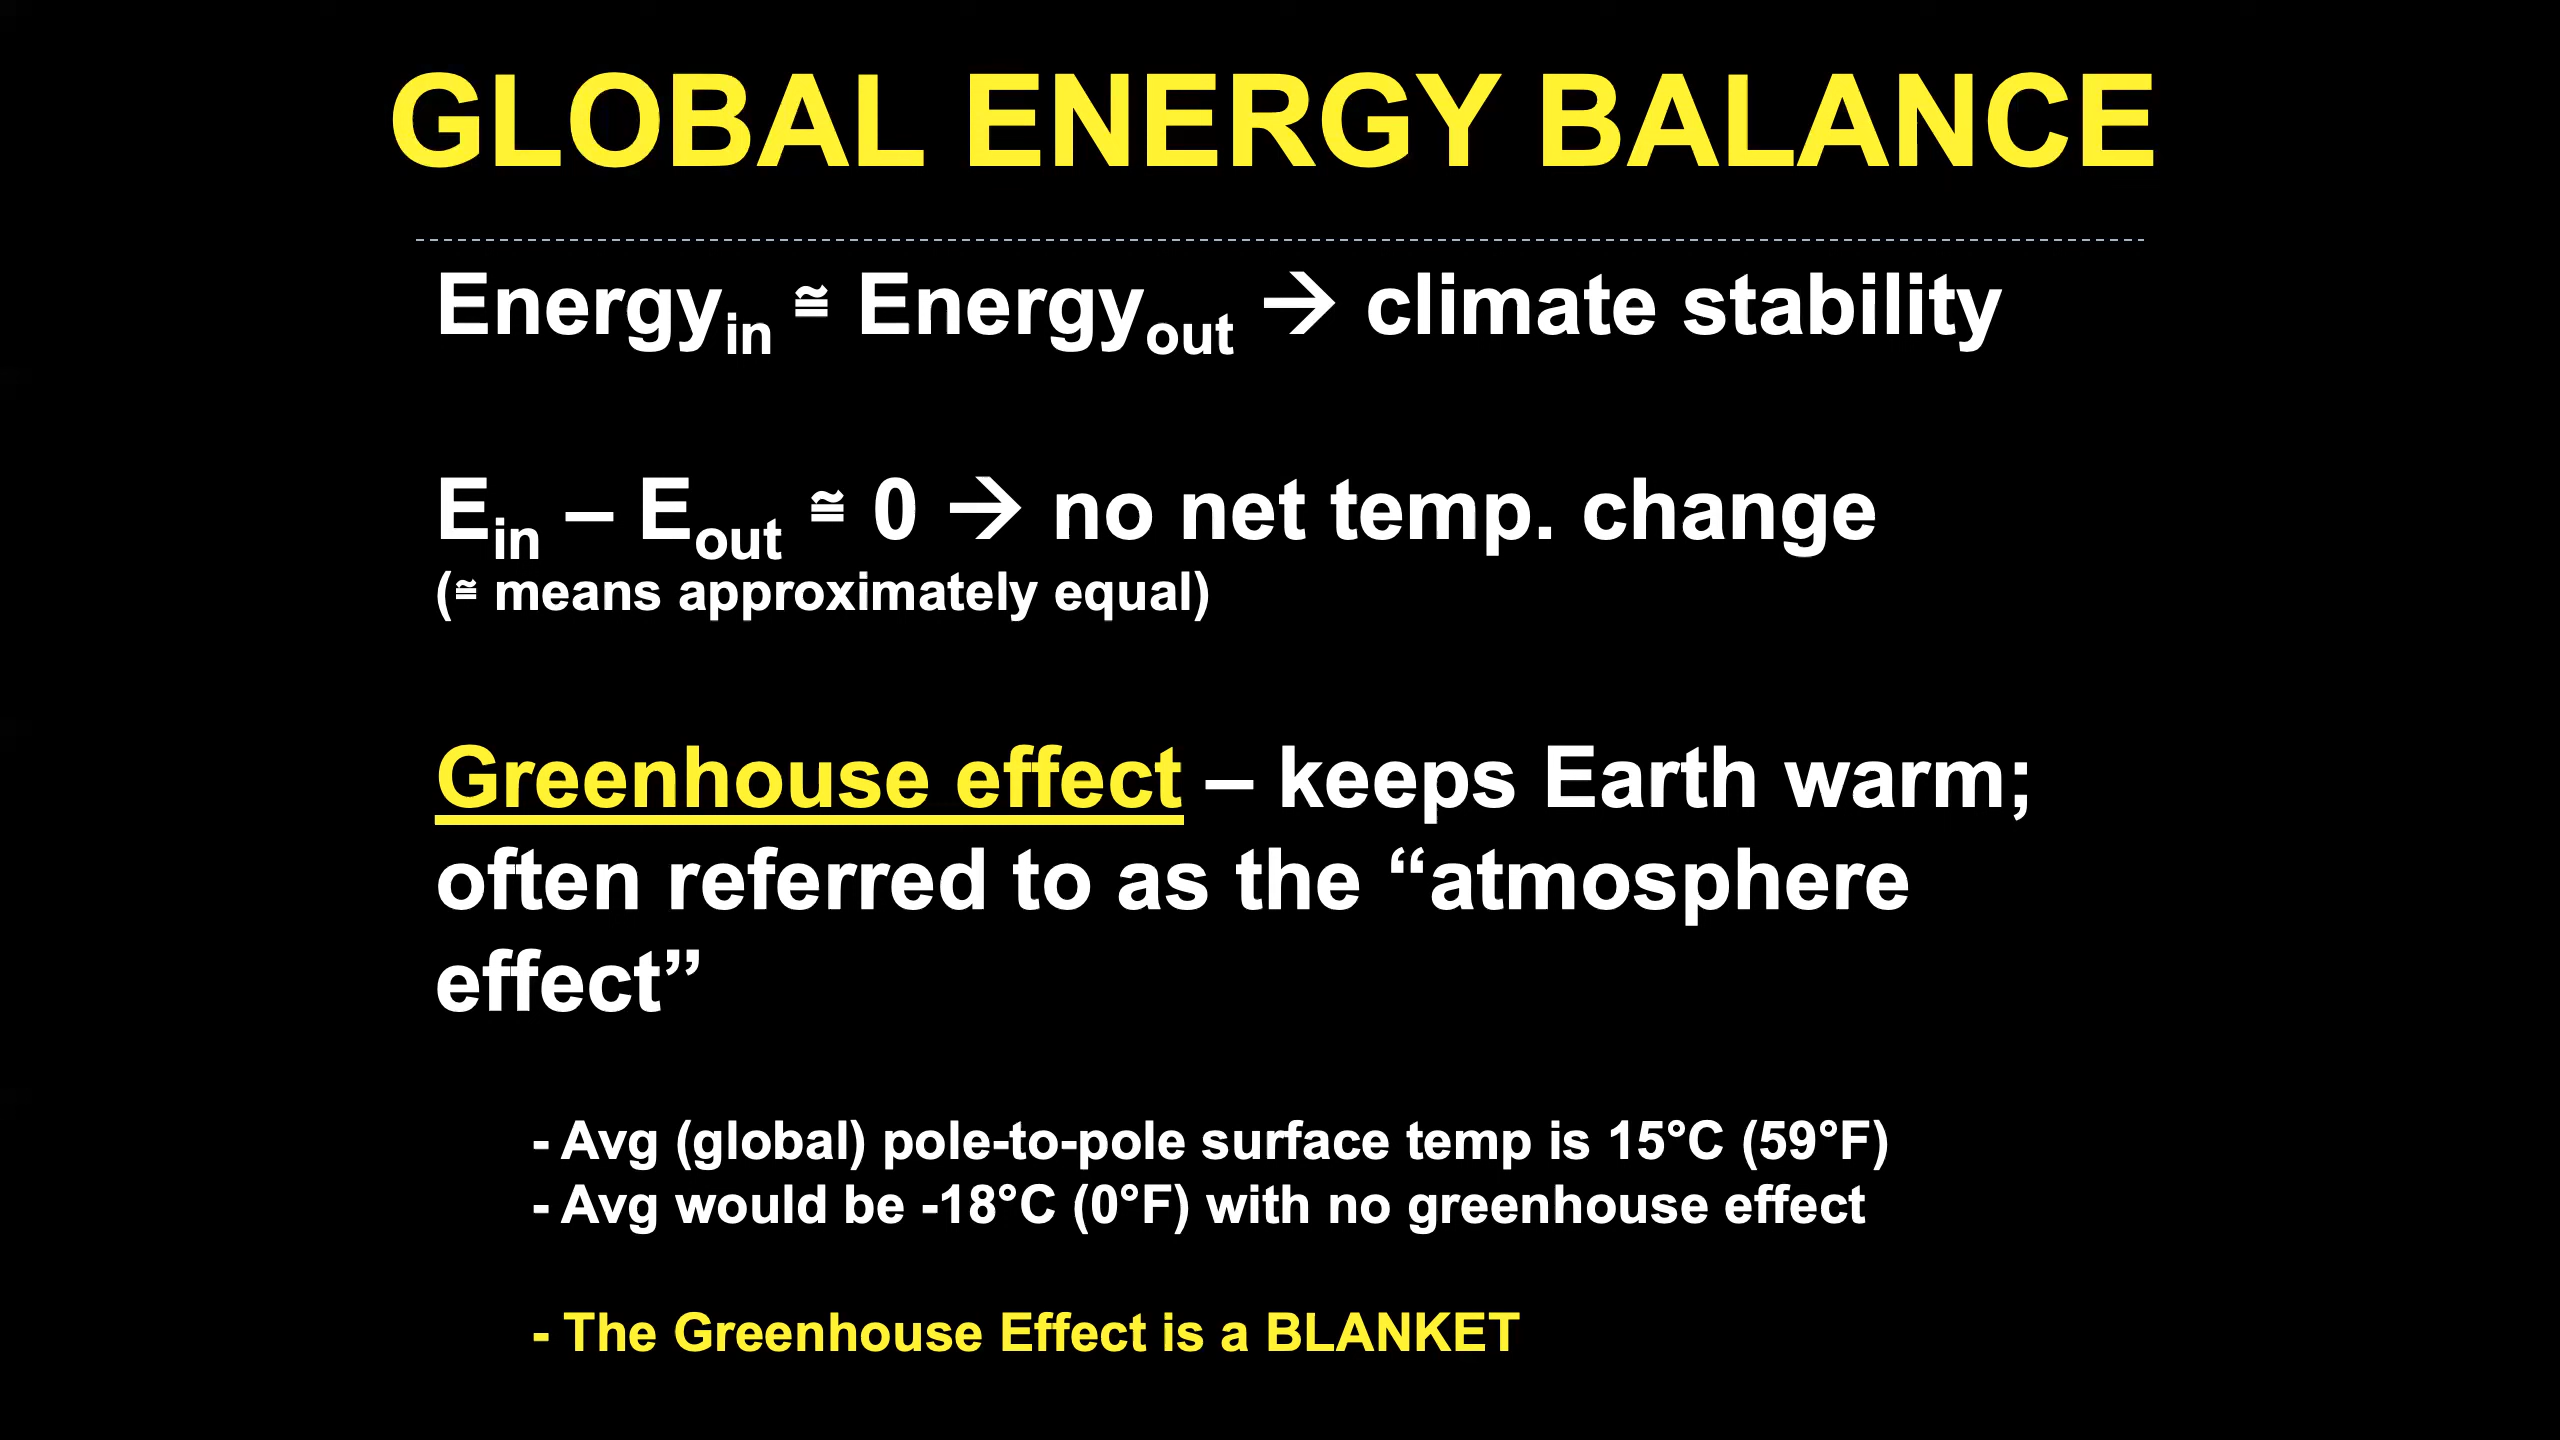 GLOBAL ENERGY BALANCE
Energyin ≅ Energyout → climate stability
Ein – Eout ≅ 0 → no net temp. change
(≅ means approximately equal)
Greenhouse effect – keeps Earth warm;
often referred to as the “atmosphere
effect”
- Avg (global) pole-to-pole surface temp is 15°C (59°F)
- Avg would be -18°C (0°F) with no greenhouse effect
- The Greenhouse Effect is a BLANKET